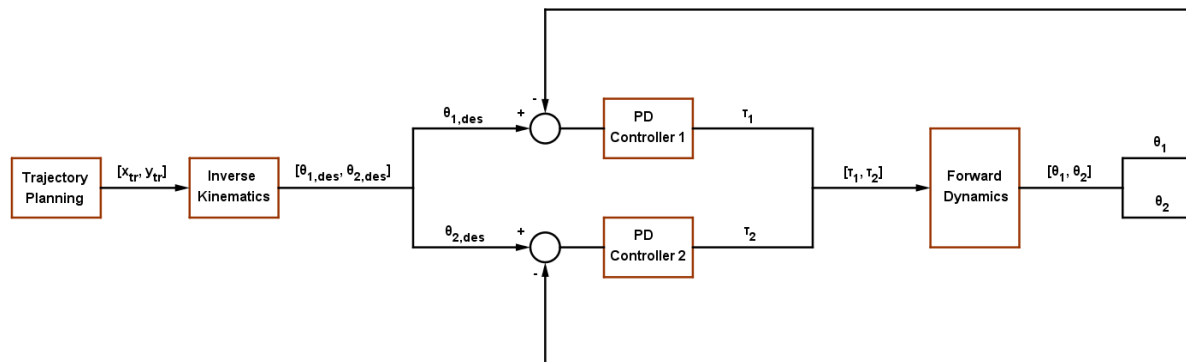 -
+
θ1,des
PD
Controller 1
τ1
Trajectory
Planning
[xtr, ytr]
Inverse
Kinematics
[θ1,des, θ2,des]
[τ1, τ2]
Forward
Dynamics
[θ1, θ2]
θ1
θ2
θ2,des
+
-
PD
Controller 2
τ2